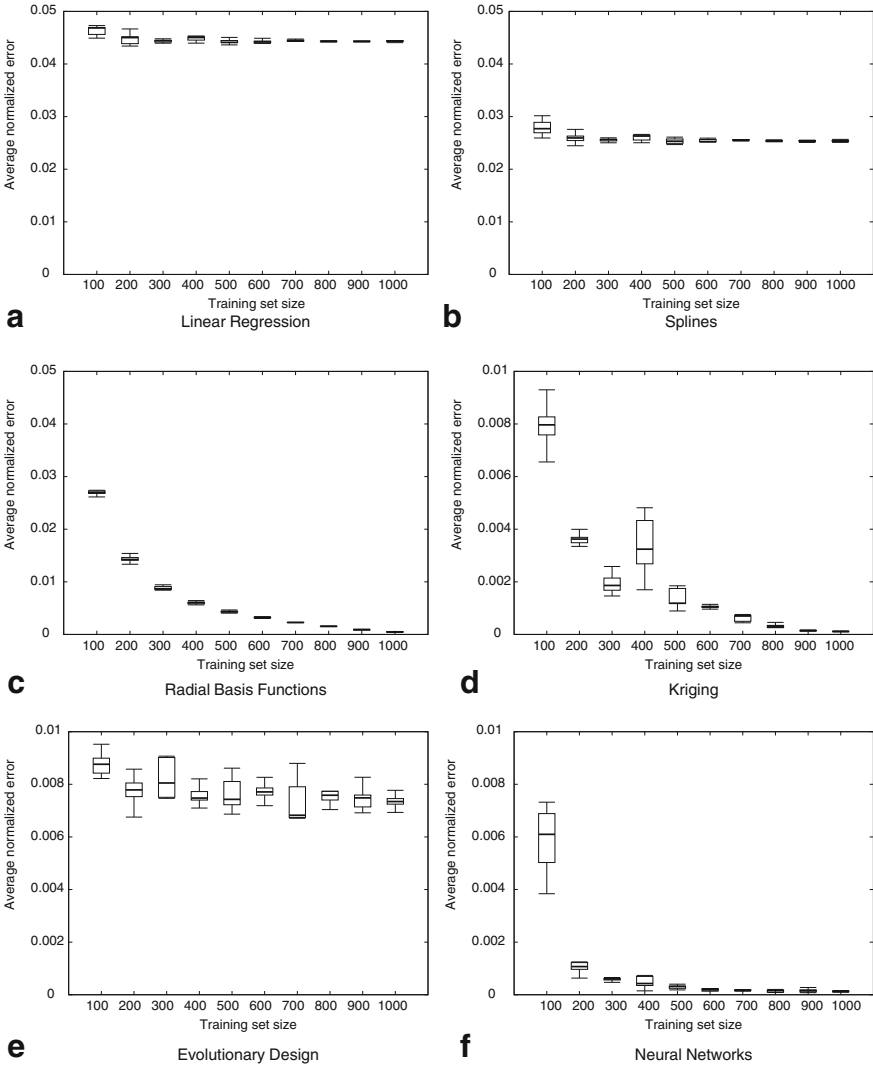 0.05
0.04
0.03
0.02
0.01
0
Average normalized error
100 200 300 400 500 600 700 800 900 1000
Training set size
a
Linear Regression
0.05
0.04
0.03
0.02
0.01
0
Average normalized error
100 200 300 400 500 600 700 800 900 1000
Training set size
b
Splines
0.05
0.04
0.03
0.02
0.01
0
Average normalized error
100 200 300 400 500 600 700 800 900 1000
Training set size
c
Radial Basis Functions
0.01
0.008
0.006
0.004
0.002
0
Average normalized error
100 200 300 400 500 600 700 800 900 1000
Training set size
d
Kriging
0.01
0.008
0.006
0.004
0.002
0
Average normalized error
100 200 300 400 500 600 700 800 900 1000
Training set size
e
Evolutionary Design
0.01
0.008
0.006
0.004
0.002
0
Average normalized error
100 200 300 400 500 600 700 800 900 1000
Training set size
f
Neural Networks